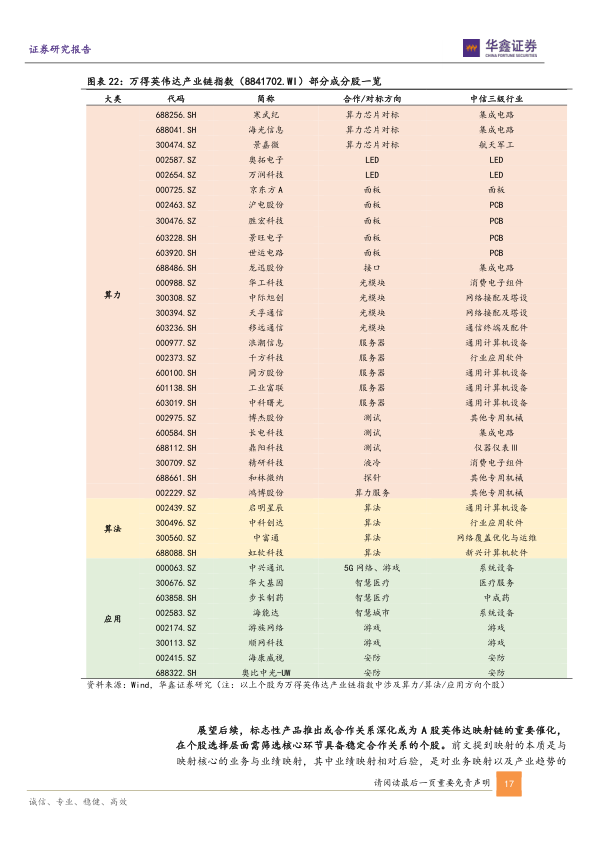 证券研究报告
华鑫证券
CHINA FORTUNE SECURITIES
图表 22：万得英伟达产业链指数（8841702.WI）部分成分股一览
大类 代码 简称 合作/对标方向 中信三级行业
688256.SH 寒武纪 算力芯片对标 集成电路
688041.SH 海光信息 算力芯片对标 集成电路
300474.SZ 景嘉微 算力芯片对标 航天军工
002587.SZ 奥拓电子 LED LED
002654.SZ 万润科技 LED LED
000725.SZ 京东方 A 面板 面板
002463.SZ 沪电股份 面板 PCB
300476.SZ 胜宏科技 面板 PCB
603228.SH 景旺电子 面板 PCB
603920.SH 世运电路 面板 PCB
688486.SH 龙迅股份 接口 集成电路
000988.SZ 华工科技 光模块 消费电子组件
算力
300308.SZ 中际旭创 光模块 网络接配及塔设
300394.SZ 天孚通信 光模块 网络接配及塔设
603236.SH 移远通信 光模块 通信终端及配件
000977.SZ 浪潮信息 服务器 通用计算机设备
002373.SZ 千方科技 服务器 行业应用软件
600100.SH 同方股份 服务器 通用计算机设备
601138.SH 工业富联 服务器 通用计算机设备
603019.SH 中科曙光 服务器 通用计算机设备
002975.SZ 博杰股份 测试 其他专用机械
600584.SH 长电科技 测试 集成电路
688112.SH 鼎阳科技 测试 仪器仪表Ⅲ
300709.SZ 精研科技 液冷 消费电子组件
688661.SH 和林微纳 探针 其他专用机械
002229.SZ 鸿博股份 算力服务 其他专用机械
002439.SZ 启明星辰 算法 通用计算机设备
300496.SZ 中科创达 算法 行业应用软件
算法
300560.SZ 中富通 算法 网络覆盖优化与运维
688088.SH 虹软科技 算法 新兴计算机软件
000063.SZ 中兴通讯 5G 网络、游戏 系统设备
300676.SZ 华大基因 智慧医疗 医疗服务
603858.SH 步长制药 智慧医疗 中成药
002583.SZ 海能达 智慧城市 系统设备
应用
002174.SZ 游族网络 游戏 游戏
300113.SZ 顺网科技 游戏 游戏
002415.SZ 海康威视 安防 安防
688322.SH 奥比中光-UW 安防 安防
资料来源：Wind，华鑫证券研究（注：以上个股为万得英伟达产业链指数中涉及算力/算法/应用方向个股）
展望后续，标志性产品推出或合作关系深化成为 A 股英伟达映射链的重要催化，
在个股选择层面需筛选核心环节具备稳定合作关系的个股。前文提到映射的本质是与
映射核心的业务与业绩映射，其中业绩映射相对后验，是对业务映射以及产业趋势的
请阅读最后一页重要免责声明
17
诚信、专业、稳健、高效